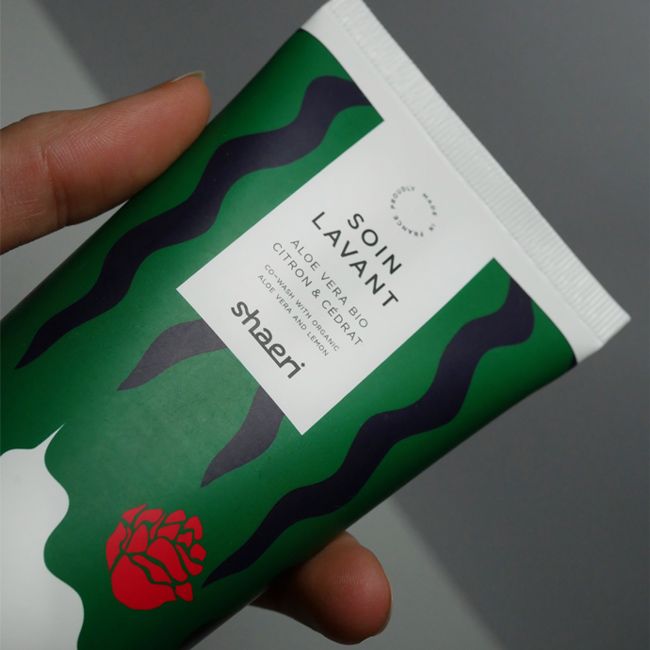 PROUDLY MADE IN FRANCE
SOIN
LAVANT
ALOE VERA BIO
CITRON & CÉDRAT
CO-WASH WITH ORGANIC
ALOE VERA AND LEMON
shaeri